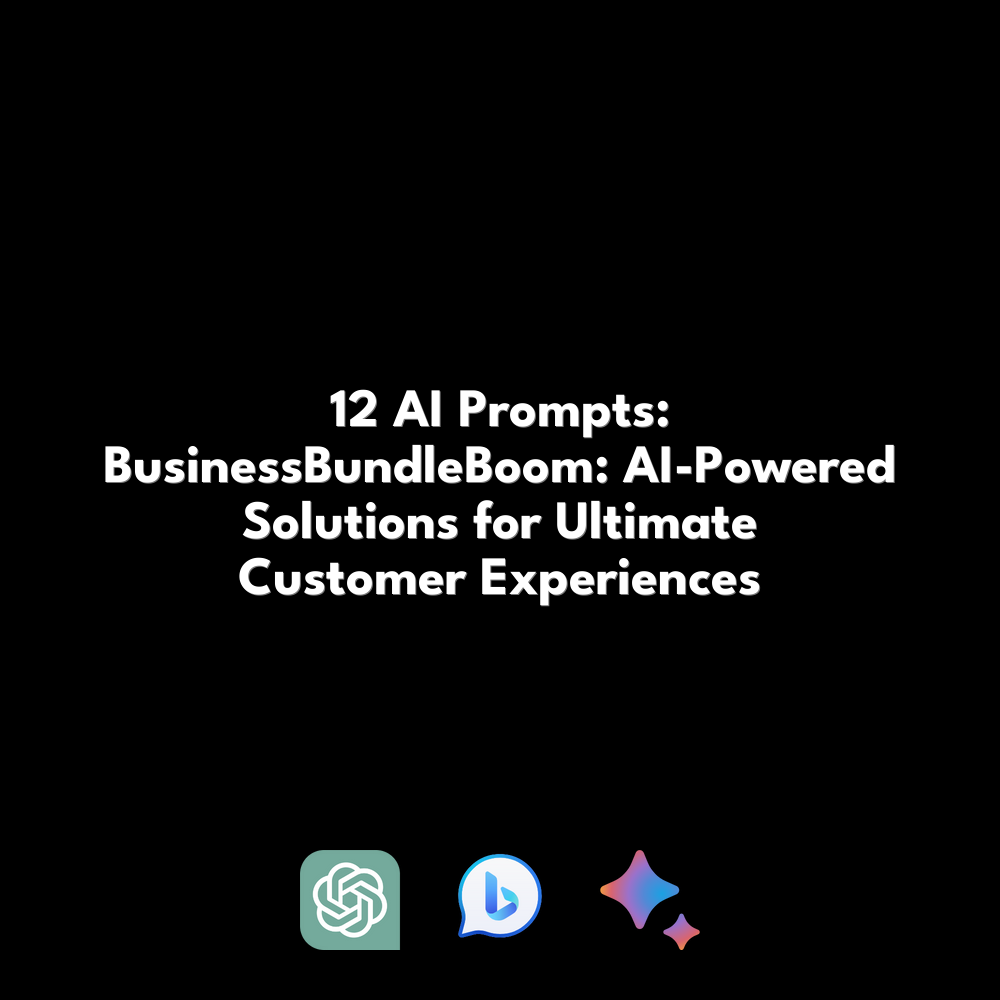 12 AI Prompts:
BusinessBundleBoom: AI-Powered
Solutions for Ultimate
Customer Experiences